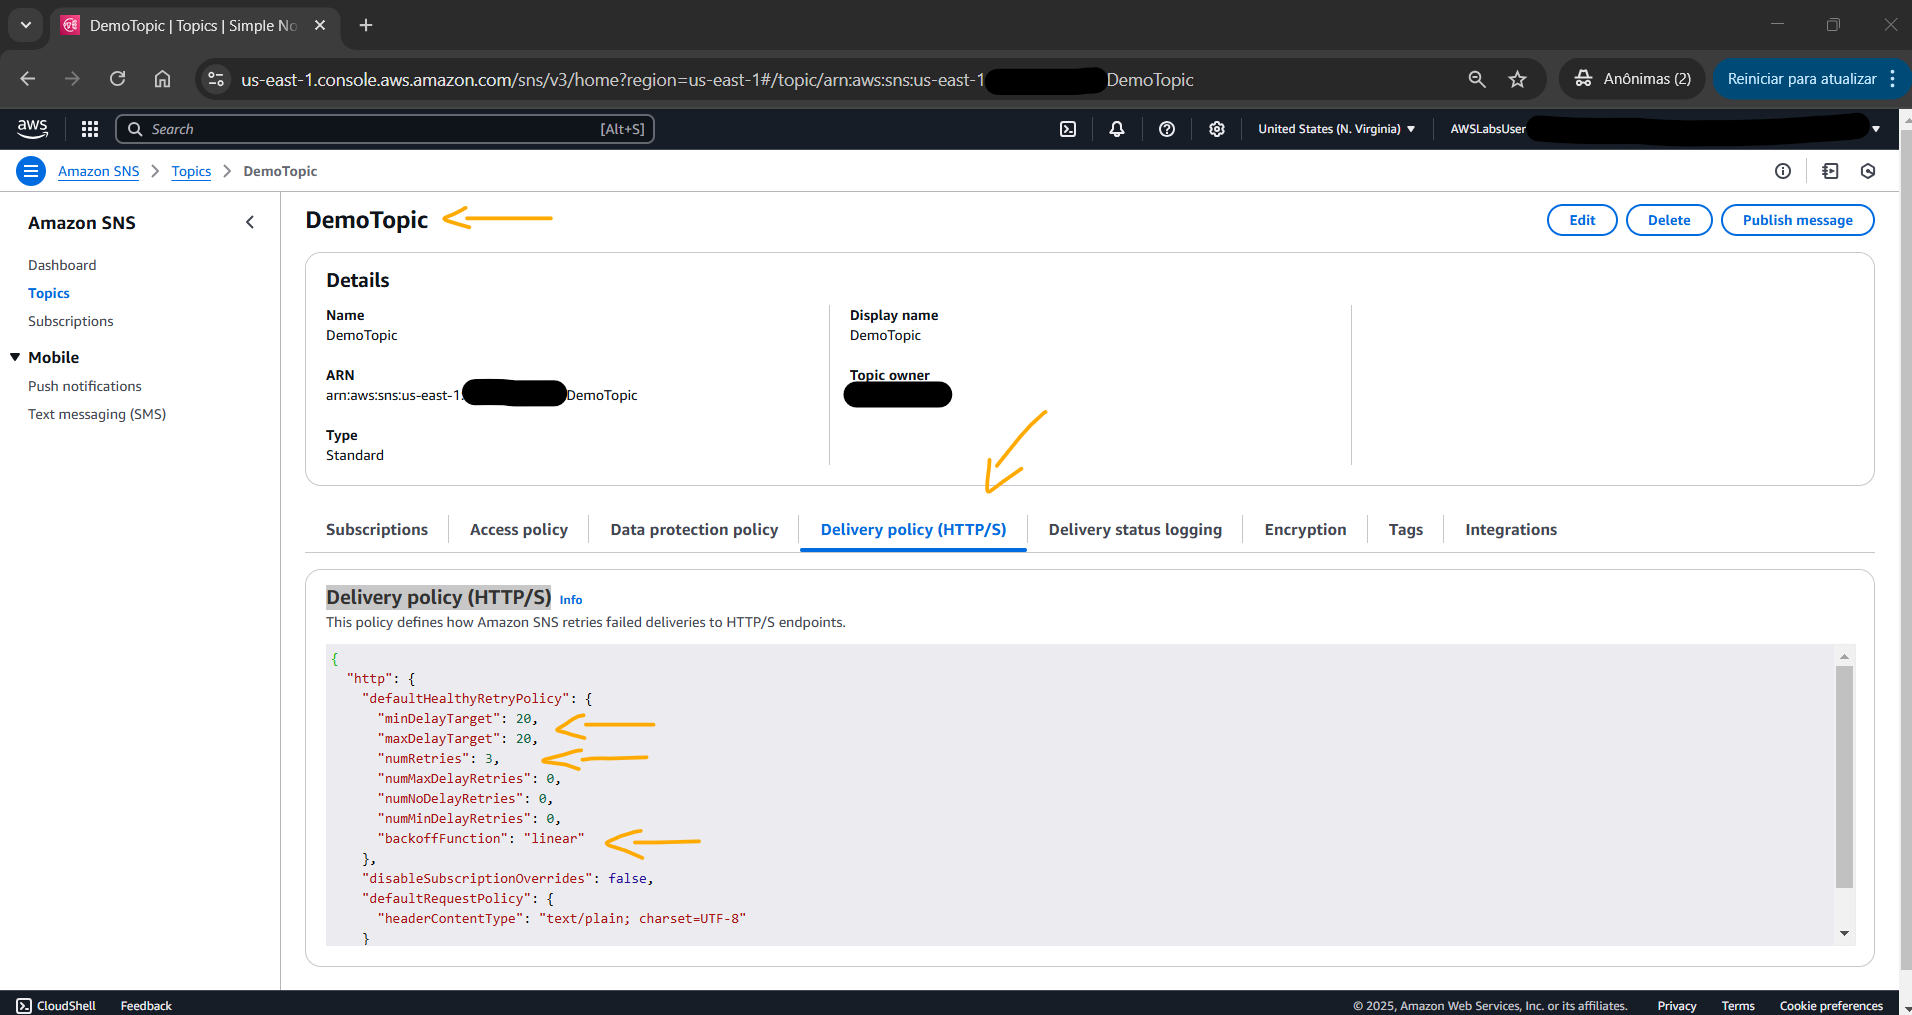 DemoTopic | Topics | Simple No
us-east-1.console.aws.amazon.com/sns/v3/home?region=us-east-1#/topic/arn:aws:sns:us-east-1 DemoTopic
Anônimas (2)
Reiniciar para atualizar
aws
Search
[Alt+S]
United States (N. Virginia)
AWSLabsUser
Amazon SNS
Topics
DemoTopic
Amazon SNS
Dashboard
Topics
Subscriptions
Mobile
Push notifications
Text messaging (SMS)
DemoTopic
Edit
Delete
Publish message
Details
Name
DemoTopic
ARN
arn:aws:sns:us-east-1: DemoTopic
Type
Standard
Display name
DemoTopic
Topic owner
Subscriptions
Access policy
Data protection policy
Delivery policy (HTTP/S)
Delivery status logging
Encryption
Tags
Integrations
Delivery policy (HTTP/S) Info
This policy defines how Amazon SNS retries failed deliveries to HTTP/S endpoints.
{
"http": {
"defaultHealthyRetryPolicy": {
"minDelayTarget": 20,
"maxDelayTarget": 20,
"numRetries": 3,
"numMaxDelayRetries": 0,
"numNoDelayRetries": 0,
"numMinDelayRetries": 0,
"backoffFunction": "linear"
},
"disableSubscriptionOverrides": false,
"defaultRequestPolicy": {
"headerContentType": "text/plain; charset=UTF-8"
}
CloudShell
Feedback
© 2025, Amazon Web Services, Inc. or its affiliates.
Privacy
Terms
Cookie preferences